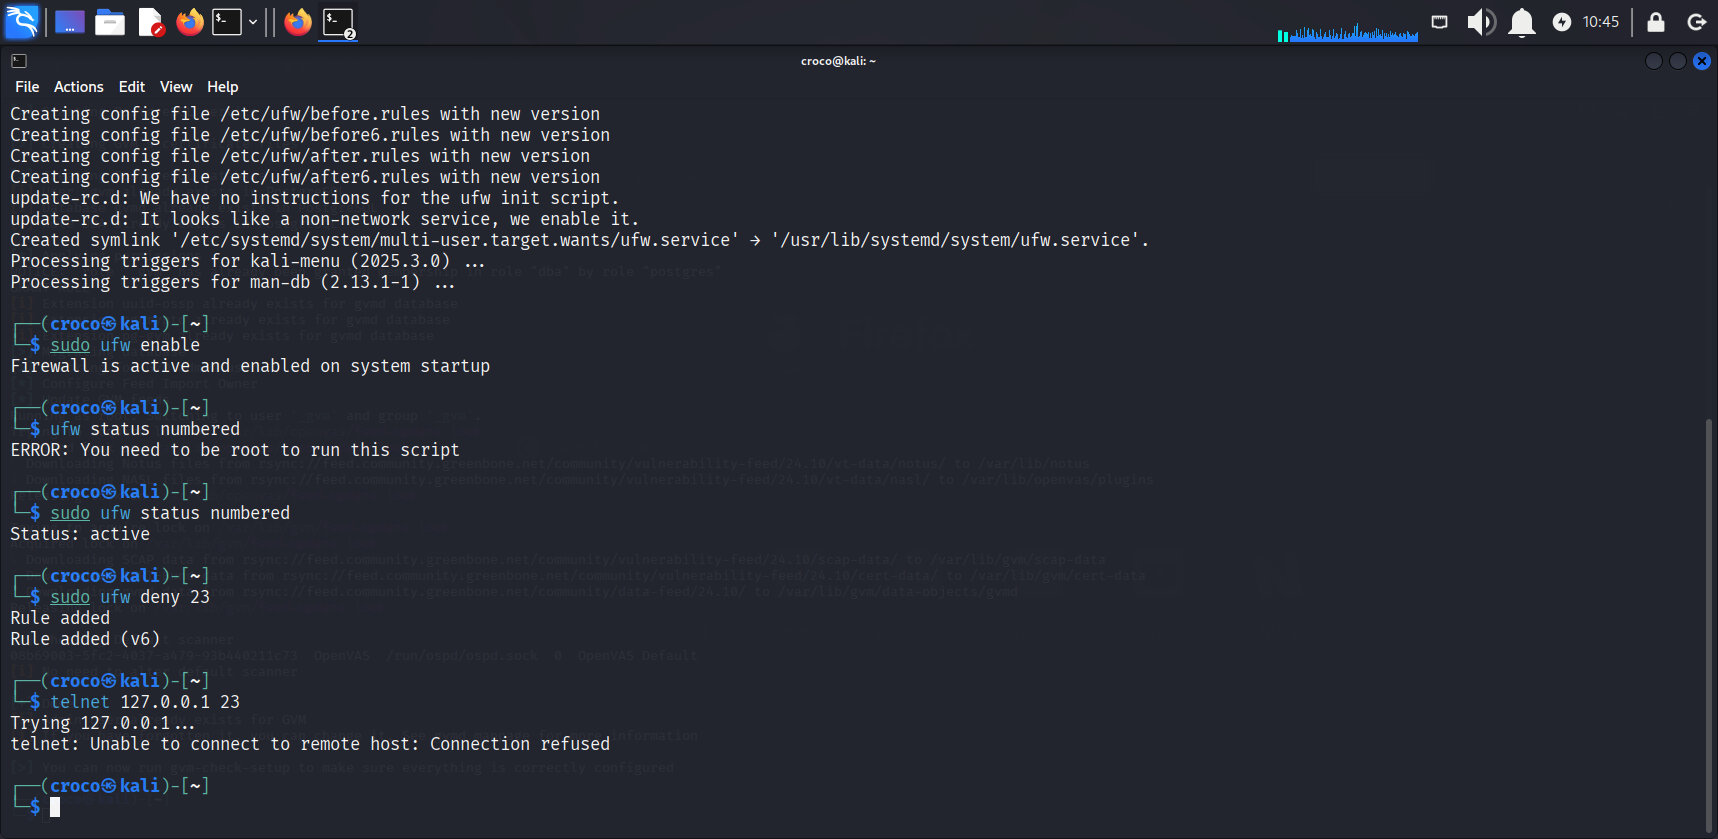 2
10:45
croco@kali: ~
File Actions Edit View Help
Creating config file /etc/ufw/before.rules with new version
Creating config file /etc/ufw/before6.rules with new version
Creating config file /etc/ufw/after.rules with new version
Creating config file /etc/ufw/after6.rules with new version
update-rc.d: We have no instructions for the ufw init script.
update-rc.d: It looks like a non-network service, we enable it.
Created symlink '/etc/systemd/system/multi-user.target.wants/ufw.service' → '/usr/lib/systemd/system/ufw.service'.
Processing triggers for kali-menu (2025.3.0) ...
Processing triggers for man-db (2.13.1-1) ...
┌──(croco㉿kali)-[~]
└─$ sudo ufw enable
Firewall is active and enabled on system startup
┌──(croco㉿kali)-[~]
└─$ ufw status numbered
ERROR: You need to be root to run this script
┌──(croco㉿kali)-[~]
└─$ sudo ufw status numbered
Status: active
┌──(croco㉿kali)-[~]
└─$ sudo ufw deny 23
Rule added
Rule added (v6)
┌──(croco㉿kali)-[~]
└─$ telnet 127.0.0.1 23
Trying 127.0.0.1...
telnet: Unable to connect to remote host: Connection refused
┌──(croco㉿kali)-[~]
└─$